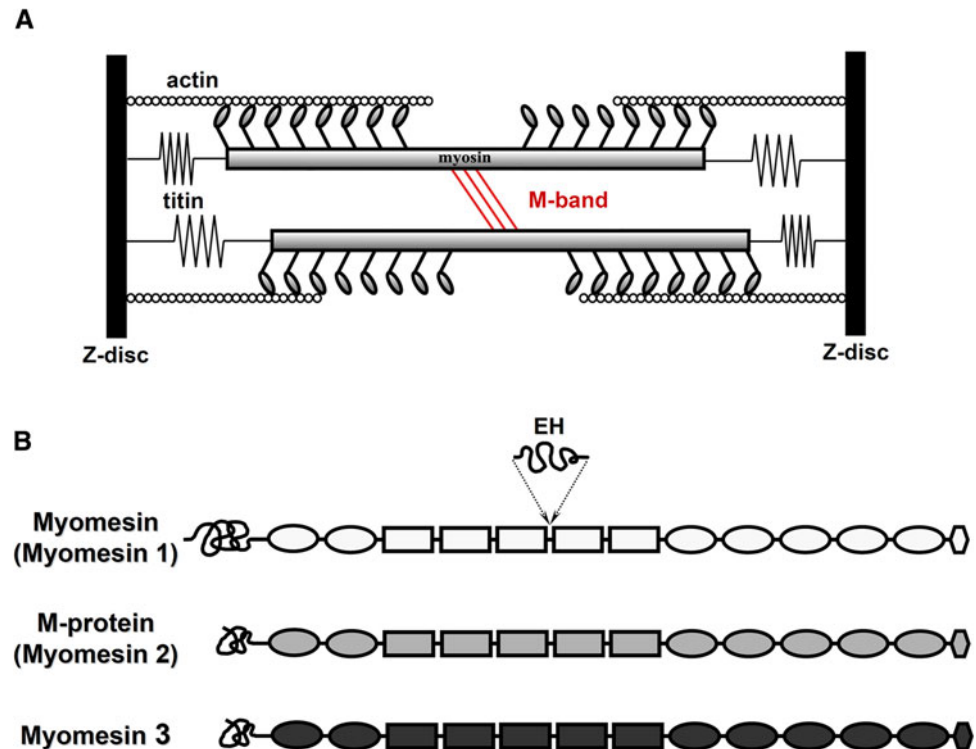 A
actin
myosin
titin
M-band
Z-disc
Z-disc
B
EH
Myomesin
(Myomesin 1)
M-protein
(Myomesin 2)
Myomesin 3